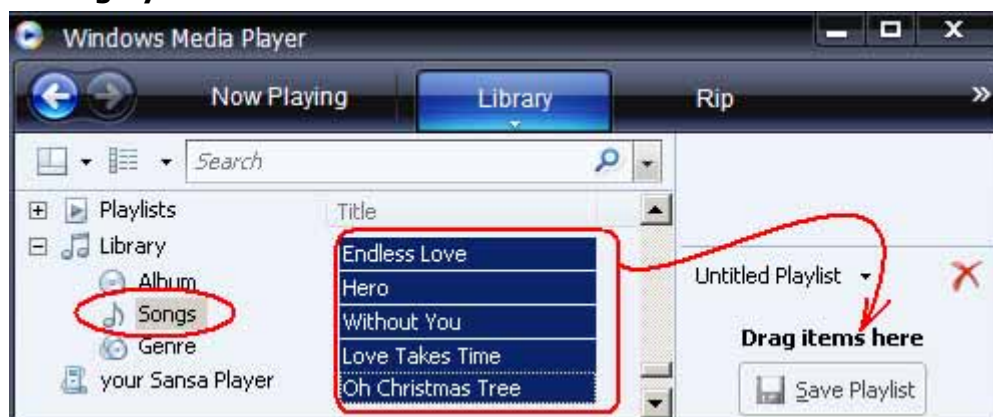 Windows Media Player
Now Playing Library Rip »
Search
Playlists
Library
Album
Songs
Genre
your Sansa Player
Title
Endless Love
Hero
Without You
Love Takes Time
Oh Christmas Tree
Untitled Playlist
Drag items here
Save Playlist